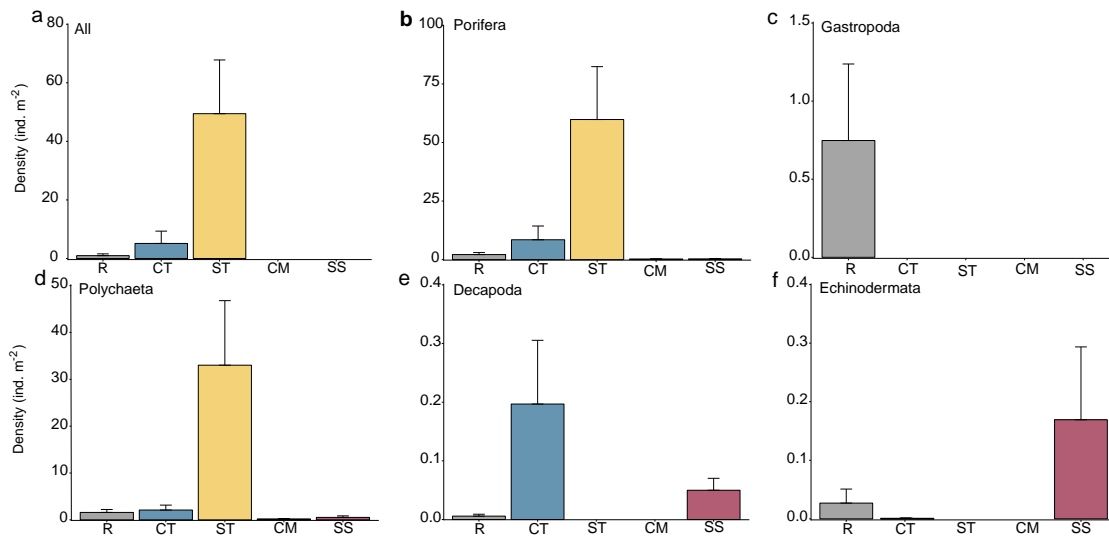 a All
Density (ind. m-2)
80
60
40
20
0
R CT ST CM SS
b Porifera
100
75
50
25
0
R CT ST CM SS
c Gastropoda
1.5
1.0
0.5
0.0
R CT ST CM SS
d Polychaeta
Density (ind. m-2)
50
40
30
20
10
0
R CT ST CM SS
e Decapoda
0.4
0.3
0.2
0.1
0.0
R CT ST CM SS
f Echinodermata
0.4
0.3
0.2
0.1
0.0
R CT ST CM SS